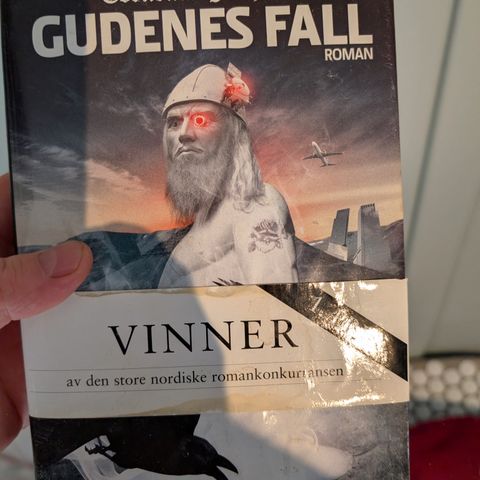 GUDENES FALL
ROMAN
VINNER
av den store nordiske romankonkurransen